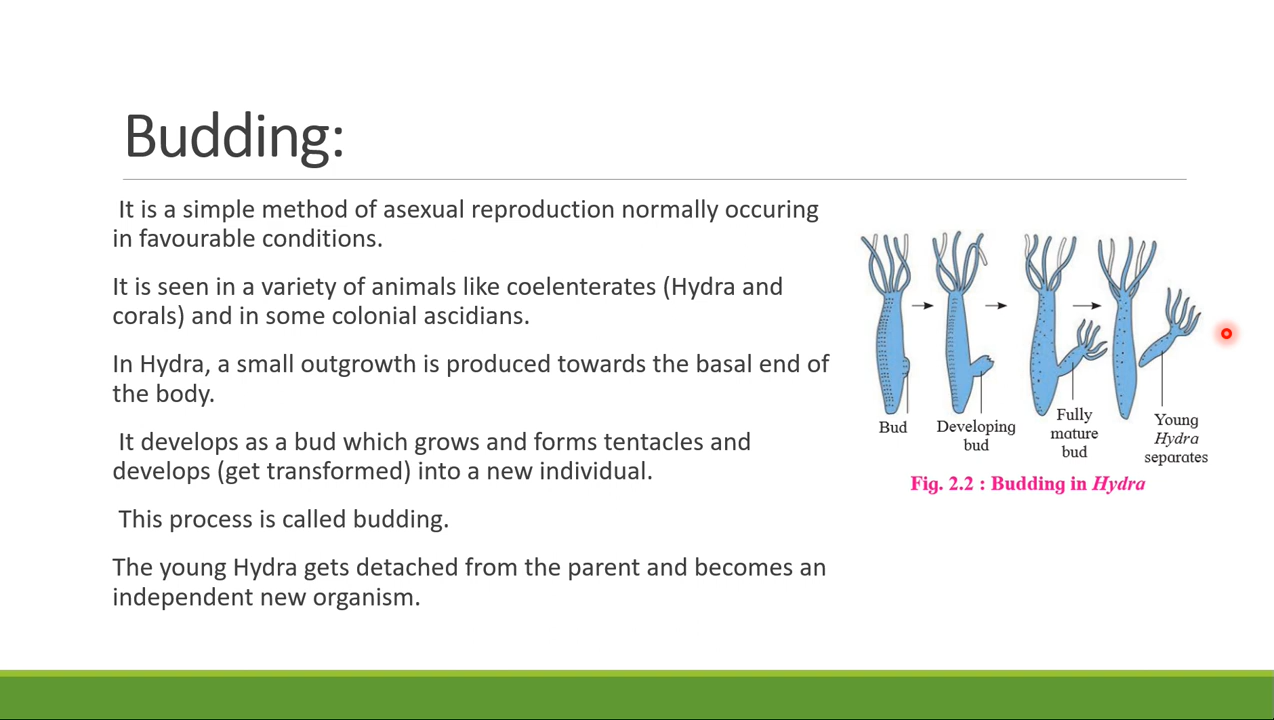 Budding:
It is a simple method of asexual reproduction normally occuring
in favourable conditions.
It is seen in a variety of animals like coelenterates (Hydra and
corals) and in some colonial ascidians.
In Hydra, a small outgrowth is produced towards the basal end of
the body.
It develops as a bud which grows and forms tentacles and
develops (get transformed) into a new individual.
This process is called budding.
The young Hydra gets detached from the parent and becomes an
independent new organism.
Bud
Developing
bud
Fully
mature
bud
Young
Hydra
separates
Fig. 2.2 : Budding in Hydra